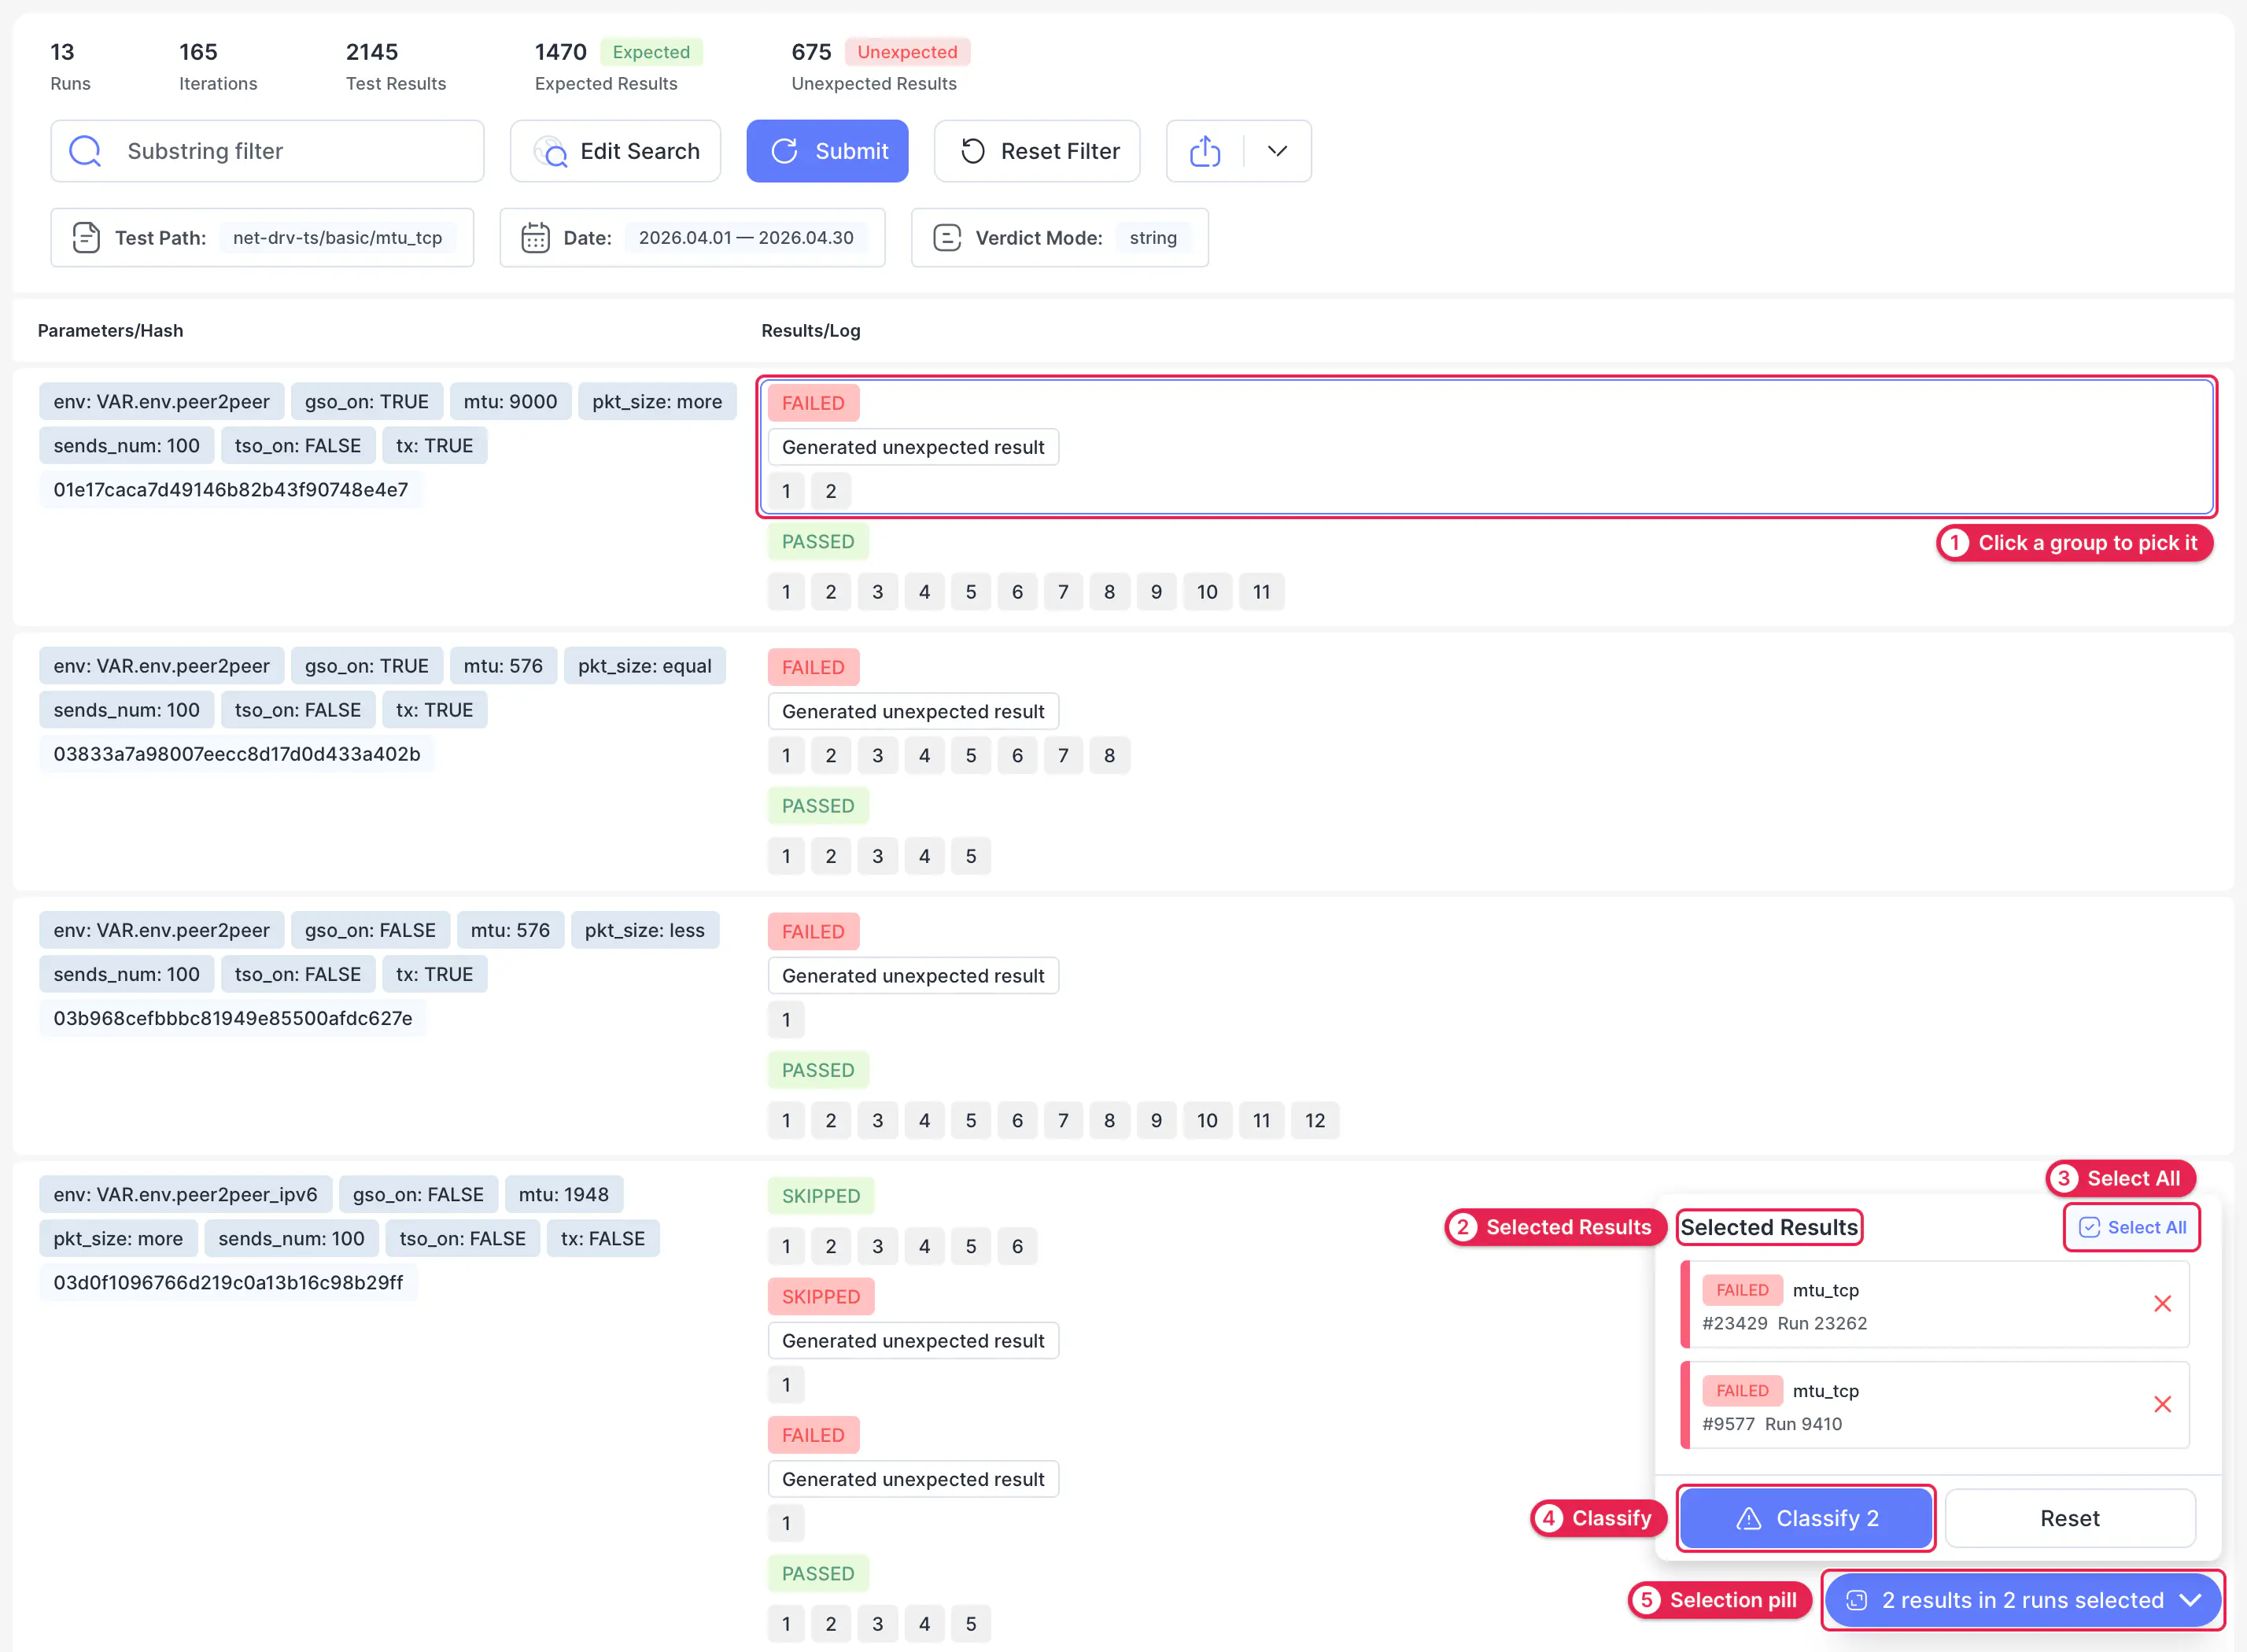 13 165 2145 1470 Expected 675 Unexpected
Runs Iterations Test Results Expected Results Unexpected Results
Substring filter Edit Search Submit Reset Filter
Test Path: net-drv-ts/basic/mtu_tcp Date: 2026.04.01 — 2026.04.30 Verdict Mode: string
Parameters/Hash Results/Log
env: VAR.env.peer2peer gso_on: TRUE mtu: 9000 pkt_size: more
sends_num: 100 tso_on: FALSE tx: TRUE
01e17caca7d49146b82b43f90748e4e7
FAILED
Generated unexpected result
1 2
PASSED
1 Click a group to pick it
1 2 3 4 5 6 7 8 9 10 11
env: VAR.env.peer2peer gso_on: TRUE mtu: 576 pkt_size: equal
sends_num: 100 tso_on: FALSE tx: TRUE
03833a7a98007eecc8d17d0d433a402b
FAILED
Generated unexpected result
1 2 3 4 5 6 7 8
PASSED
1 2 3 4 5
env: VAR.env.peer2peer gso_on: FALSE mtu: 576 pkt_size: less
sends_num: 100 tso_on: FALSE tx: TRUE
03b968cefbbbc81949e85500afdc627e
FAILED
Generated unexpected result
1
PASSED
1 2 3 4 5 6 7 8 9 10 11 12
env: VAR.env.peer2peer_ipv6 gso_on: FALSE mtu: 1948
pkt_size: more sends_num: 100 tso_on: FALSE tx: FALSE
03d0f1096766d219c0a13b16c98b29ff
SKIPPED
1 2 3 4 5 6
SKIPPED
Generated unexpected result
1
FAILED
Generated unexpected result
1
PASSED
1 2 3 4 5
3 Select All
2 Selected Results Selected Results Select All
FAILED mtu_tcp
#23429 Run 23262
FAILED mtu_tcp
#9577 Run 9410
4 Classify Classify 2 Reset
5 Selection pill 2 results in 2 runs selected